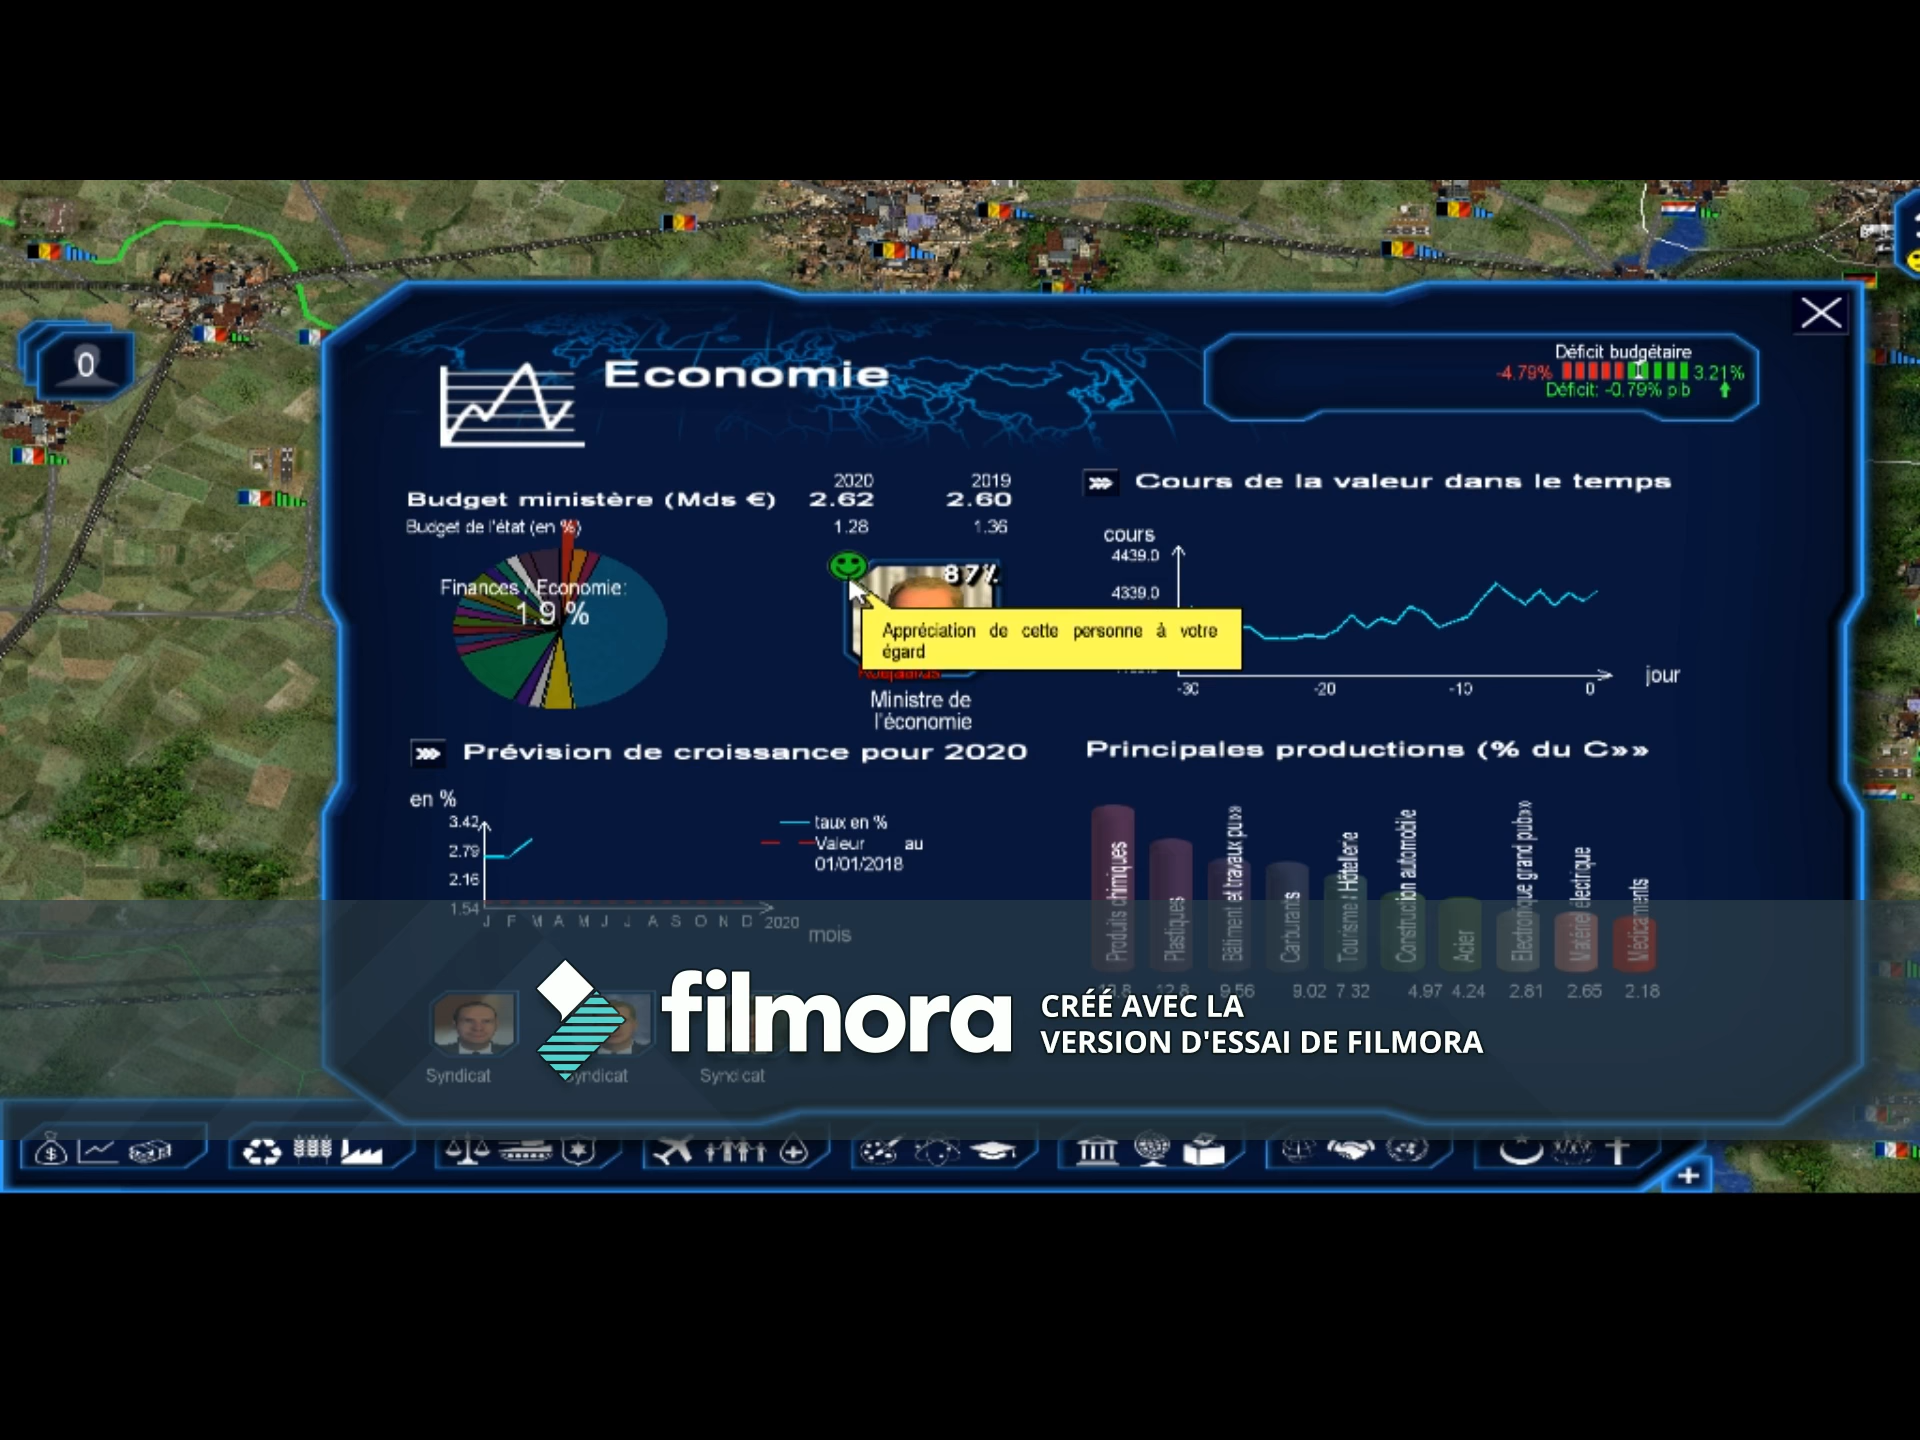 0
Economie
Déficit budgétaire
-4.79% 3.21%
Déficit: -0.79% pib
2020 2019
Budget ministère (Mds €) 2.62 2.60
Budget de l'état (en %) 1.28 1.36
Finances / Economie:
1.9 %
87%
Appréciation de cette personne à votre
égard
Ministre de
l'économie
Cours de la valeur dans le temps
cours
4439.0
4339.0
-30 -20 -10 0
jour
Prévision de croissance pour 2020
en %
3.42
2.79
2.16
1.54
J F M A M J J A S O N D 2020
mois
taux en %
Valeur au
01/01/2018
Principales productions (% du C»»
Produits chimiques
Plastiques
Bâtiment et travaux pu»»
Carburants
Tourisme / Hôtellerie
Construction automobile
Acier
Electronique grand pub»»
Matériel électrique
Médicaments
12.8 9.56 9.02 7.32 4.97 4.24 2.81 2.65 2.18
filmora
CRÉÉ AVEC LA
VERSION D'ESSAI DE FILMORA
Syndicat Syndicat Syndicat